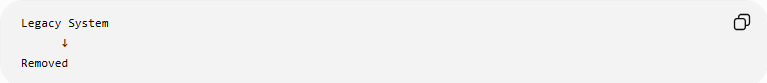 Legacy System
↓
Removed